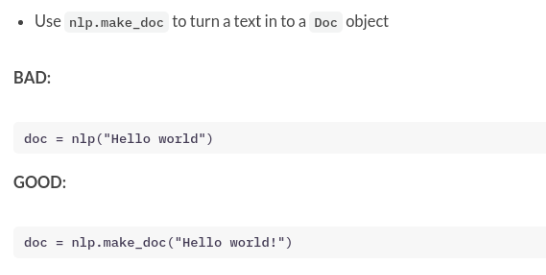 • Use nlp.make_doc to turn a text in to a Doc object
BAD:
doc = nlp("Hello world")
GOOD:
doc = nlp.make_doc("Hello world!")